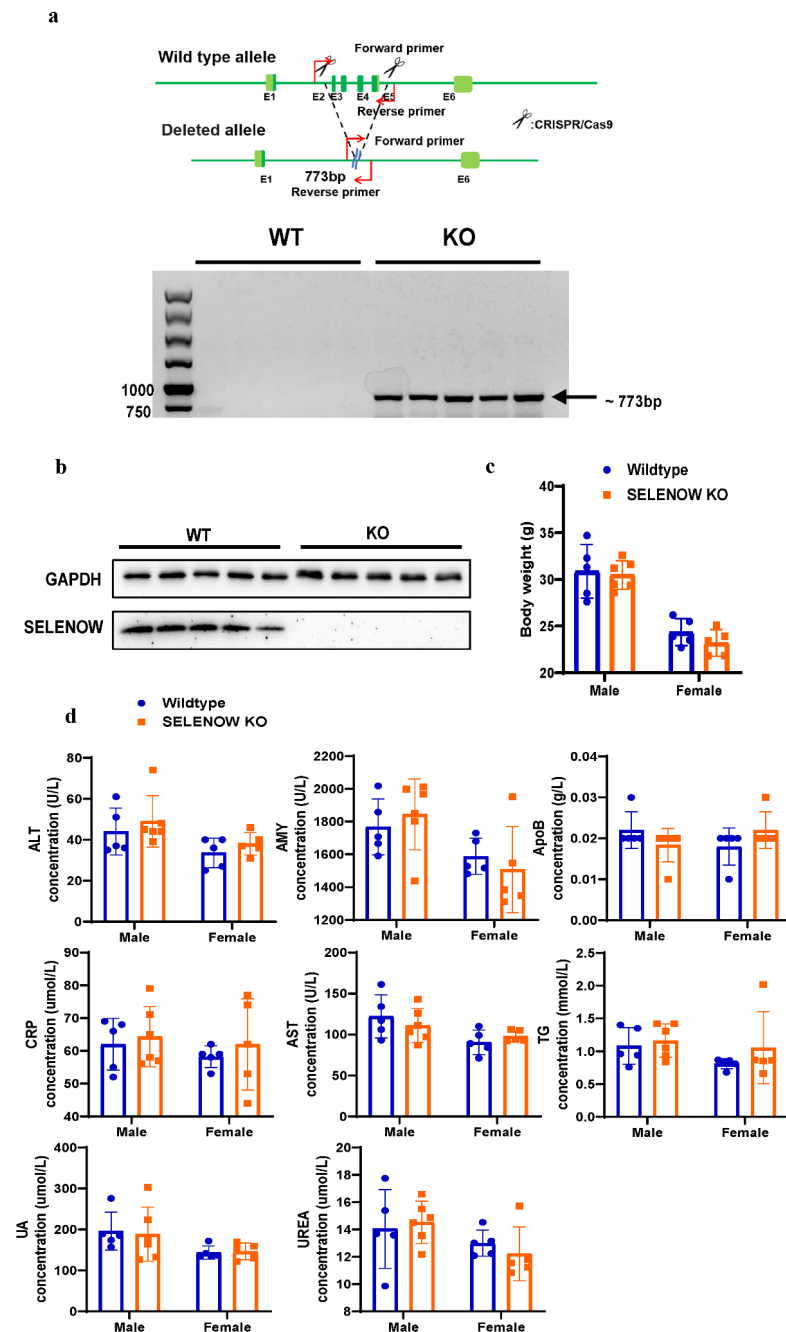 a
Forward primer
Wild type allele
E1 E2 E3 E4 E5 E6
Reverse primer
:CRISPR/Cas9
Deleted allele
Forward primer
773bp
E1 E6
Reverse primer
WT KO
1000
750
~ 773bp
b
WT KO
GAPDH
SELENOW
c
Wildtype
SELENOW KO
Body weight (g)
40
35
30
25
20
Male Female
d
Wildtype
SELENOW KO
ALT
concentration (U/L)
80
60
40
20
0
Male Female
AMY
concentration (U/L)
2200
2000
1800
1600
1400
1200
Male Female
ApoB
concentration (g/L)
0.04
0.03
0.02
0.01
0.00
Male Female
CRP
concentration (umol/L)
90
80
70
60
50
40
Male Female
AST
concentration (U/L)
200
150
100
50
0
Male Female
TG
concentration (mmol/L)
2.5
2.0
1.5
1.0
0.5
0.0
Male Female
UA
concentration (umol/L)
400
300
200
100
0
Male Female
UREA
concentration (umol/L)
20
18
16
14
12
10
8
Male Female